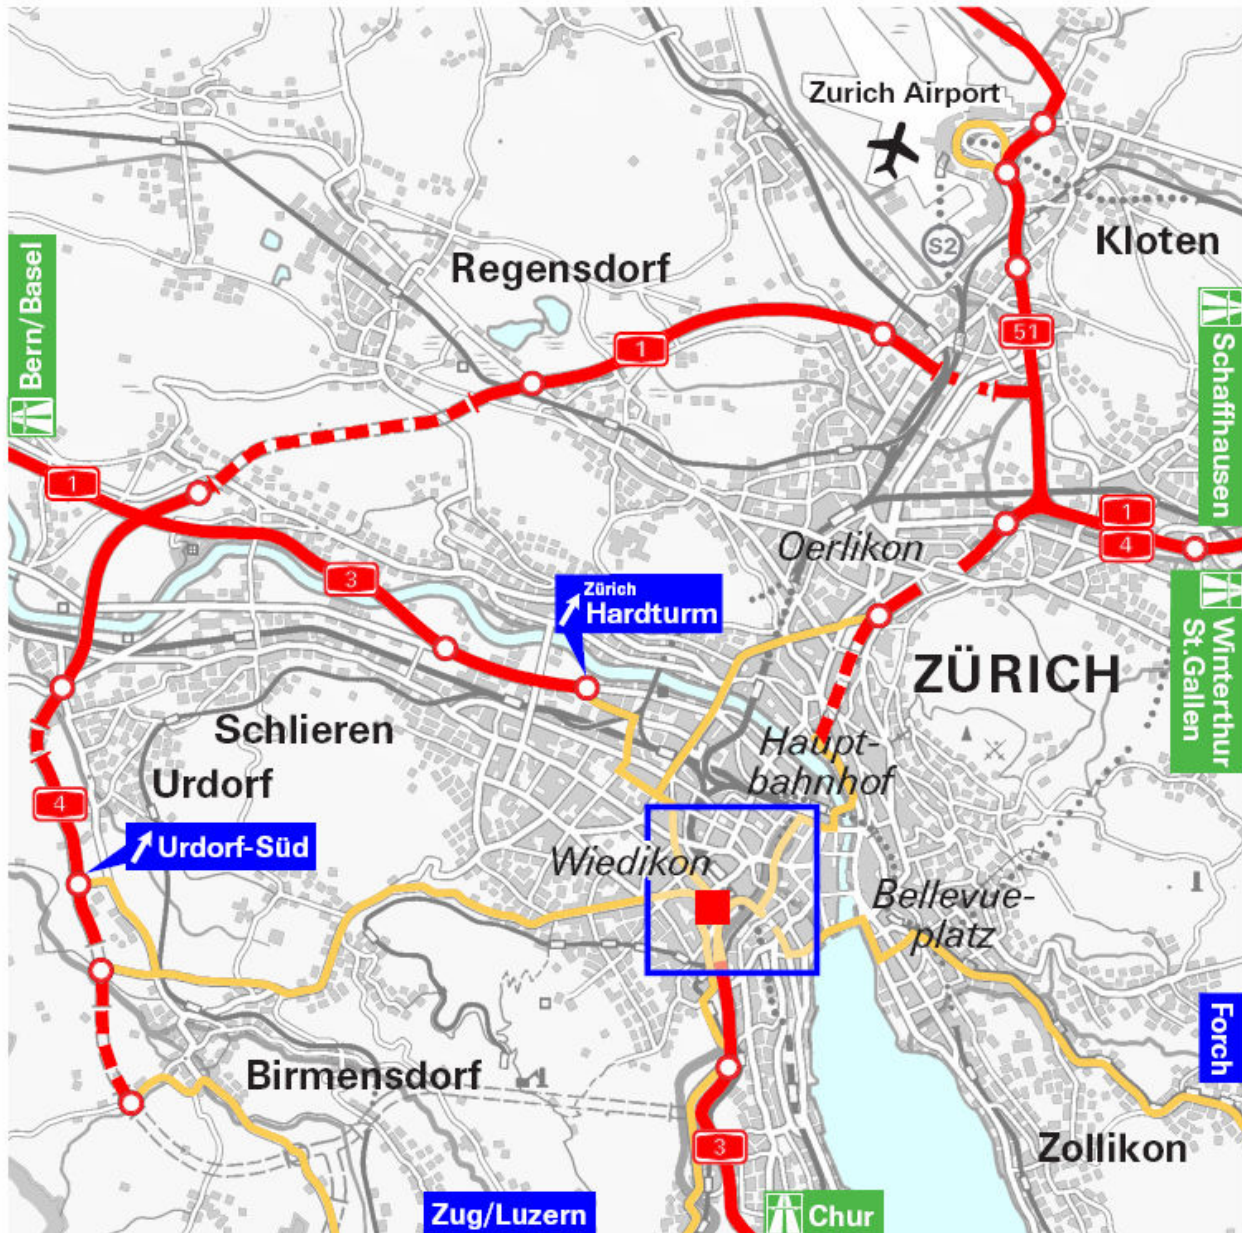 Zurich Airport
S2
Kloten
Regensdorf
Bern/Basel
51
1
Schaffhausen
1
1
4
Oerlikon
3
Zürich
Hardturm
ZÜRICH
Winterthur
St.Gallen
Schlieren
Haupt-
bahnhof
Urdorf
4
Urdorf-Süd
Wiedikon
Bellevue-
platz
Forch
Birmensdorf
3
Zollikon
Zug/Luzern
Chur